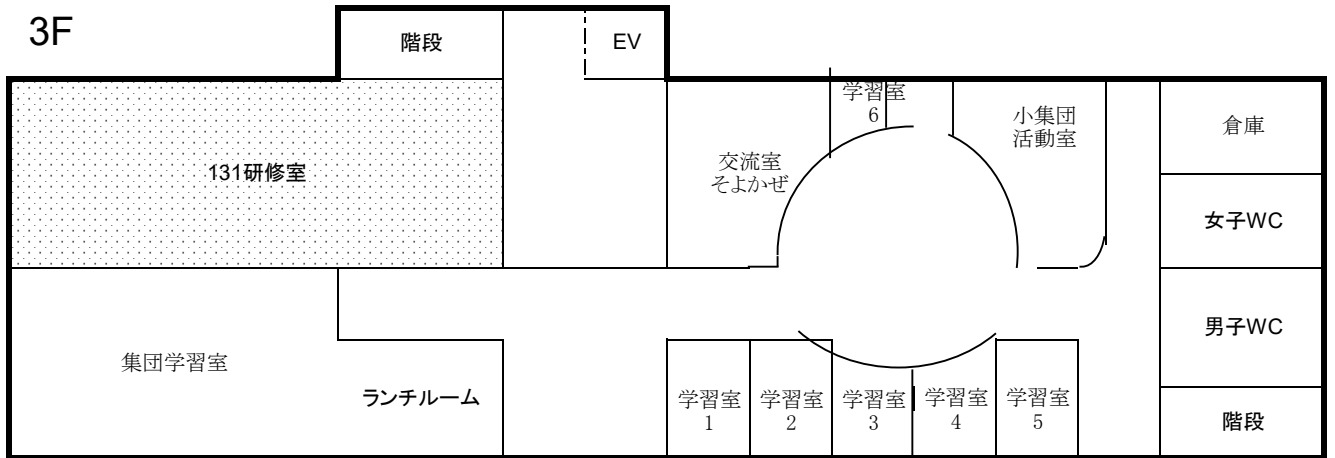 3F
階段
EV
131研修室
交流室
そよかぜ
学習室
6
小集団
活動室
倉庫
女子WC
男子WC
階段
集団学習室
ランチルーム
学習室
1
学習室
2
学習室
3
学習室
4
学習室
5